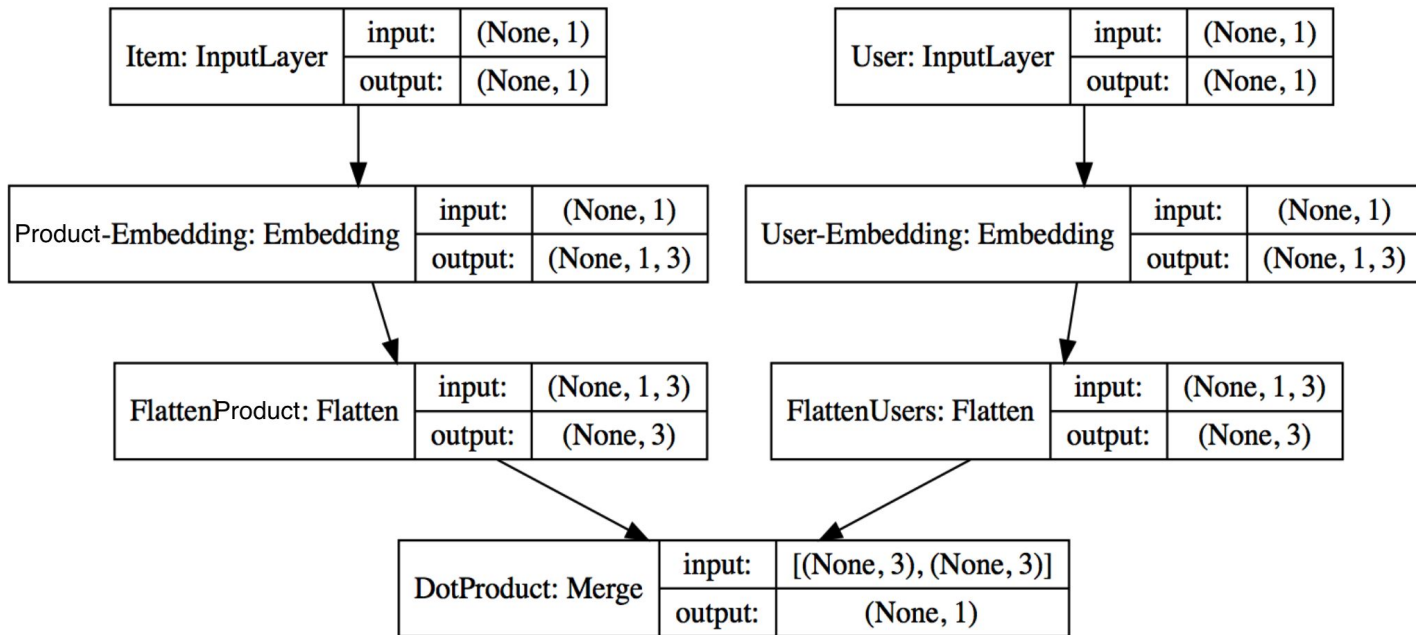 Item: InputLayer
input: (None, 1)
output: (None, 1)
User: InputLayer
input: (None, 1)
output: (None, 1)
Product-Embedding: Embedding
input: (None, 1)
output: (None, 1, 3)
User-Embedding: Embedding
input: (None, 1)
output: (None, 1, 3)
FlattenProduct: Flatten
input: (None, 1, 3)
output: (None, 3)
FlattenUsers: Flatten
input: (None, 1, 3)
output: (None, 3)
DotProduct: Merge
input: [(None, 3), (None, 3)]
output: (None, 1)